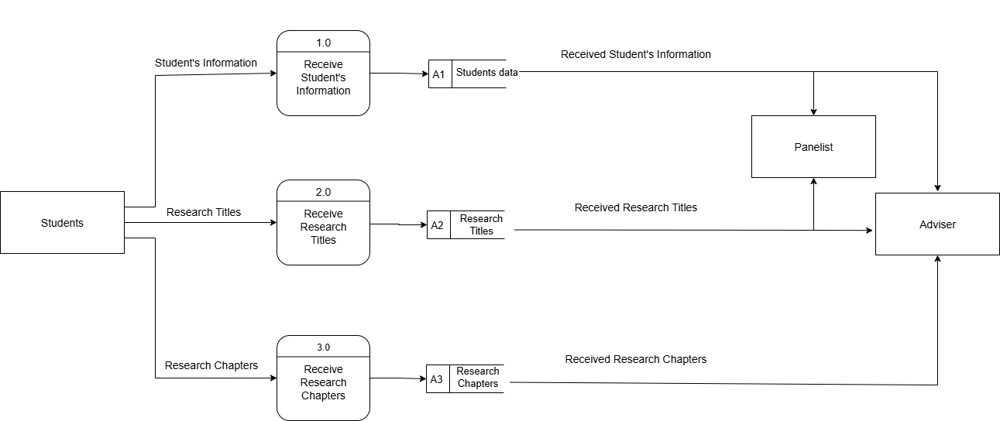 1.0
Receive
Student's
Information
Student's Information
A1
Students data
Received Student's Information
Panelist
Students
Research Titles
2.0
Receive
Research
Titles
A2
Research
Titles
Received Research Titles
Adviser
Research Chapters
3.0
Receive
Research
Chapters
A3
Research
Chapters
Received Research Chapters